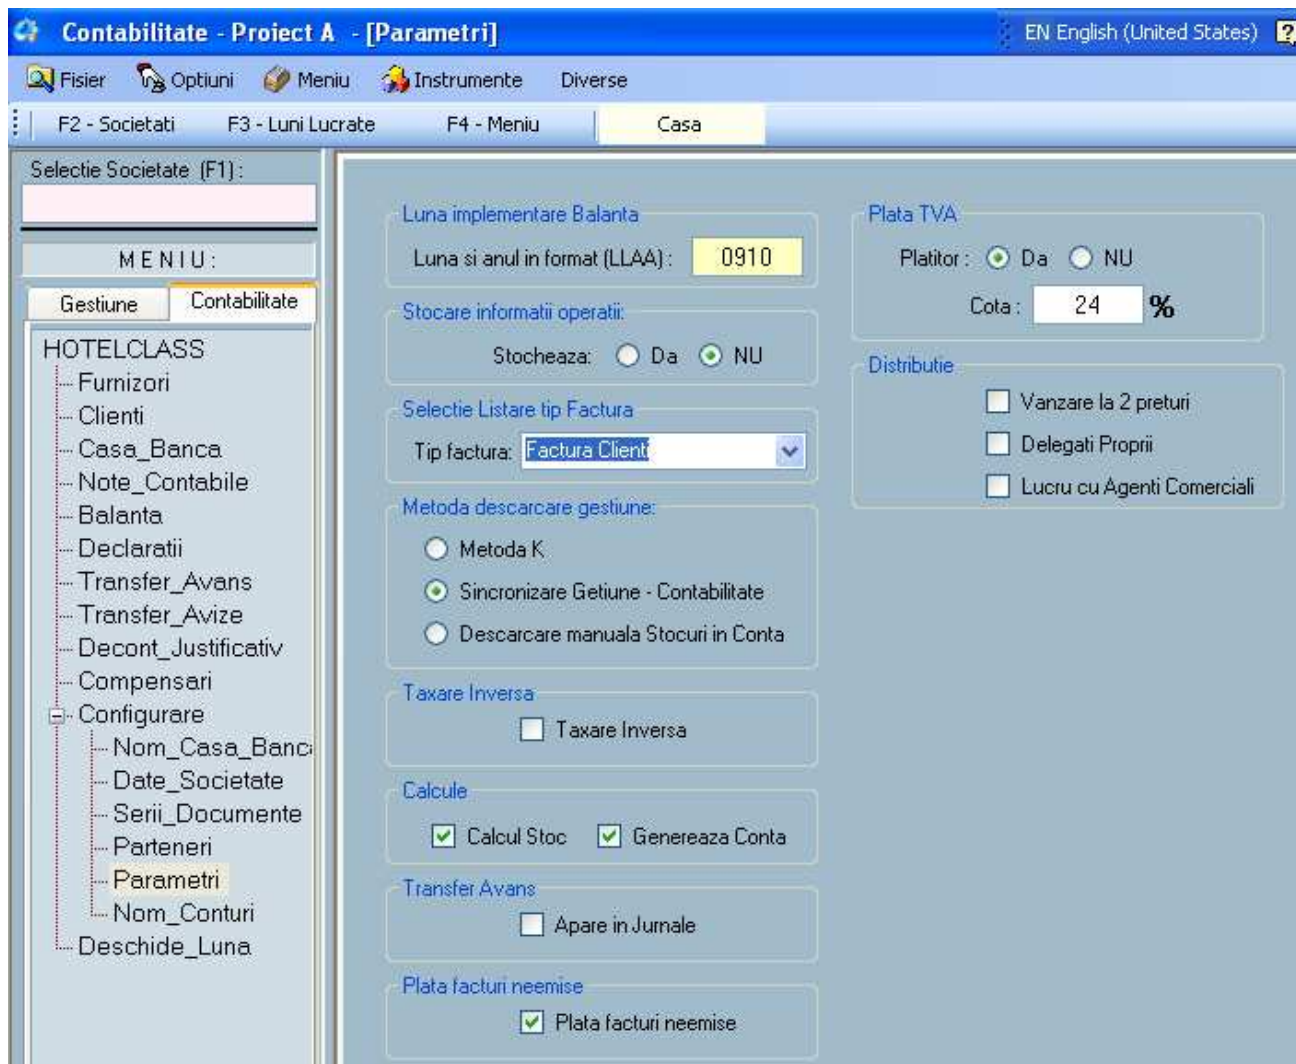 Contabilitate - Proiect A - [Parametri]
EN English (United States)
Fisier Optiuni Meniu Instrumente Diverse
F2 - Societati F3 - Luni Lucrate F4 - Meniu Casa
Selectie Societate (F1) :
M E N I U :
Gestiune Contabilitate
HOTELCLASS
Furnizori
Clienti
Casa_Banca
Note_Contabile
Balanta
Declaratii
Transfer_Avans
Transfer_Avize
Decont_Justificativ
Compensari
Configurare
Nom_Casa_Banc
Date_Societate
Serii_Documente
Parteneri
Parametri
Nom_Conturi
Deschide_Luna
Luna implementare Balanta
Luna si anul in format (LLAA) : 0910
Stocare informatii operatii:
Stocheaza: Da NU
Selectie Listare tip Factura
Tip factura: Factura Clienti
Metoda descarcare gestiune:
Metoda K
Sincronizare Getiune - Contabilitate
Descarcare manuala Stocuri in Conta
Taxare Inversa
Taxare Inversa
Calcule
Calcul Stoc Genereaza Conta
Transfer Avans
Apare in Jurnale
Plata facturi neemise
Plata facturi neemise
Plata TVA
Platitor : Da NU
Cota : 24 %
Distributie
Vanzare la 2 preturi
Delegati Proprii
Lucru cu Agenti Comerciali